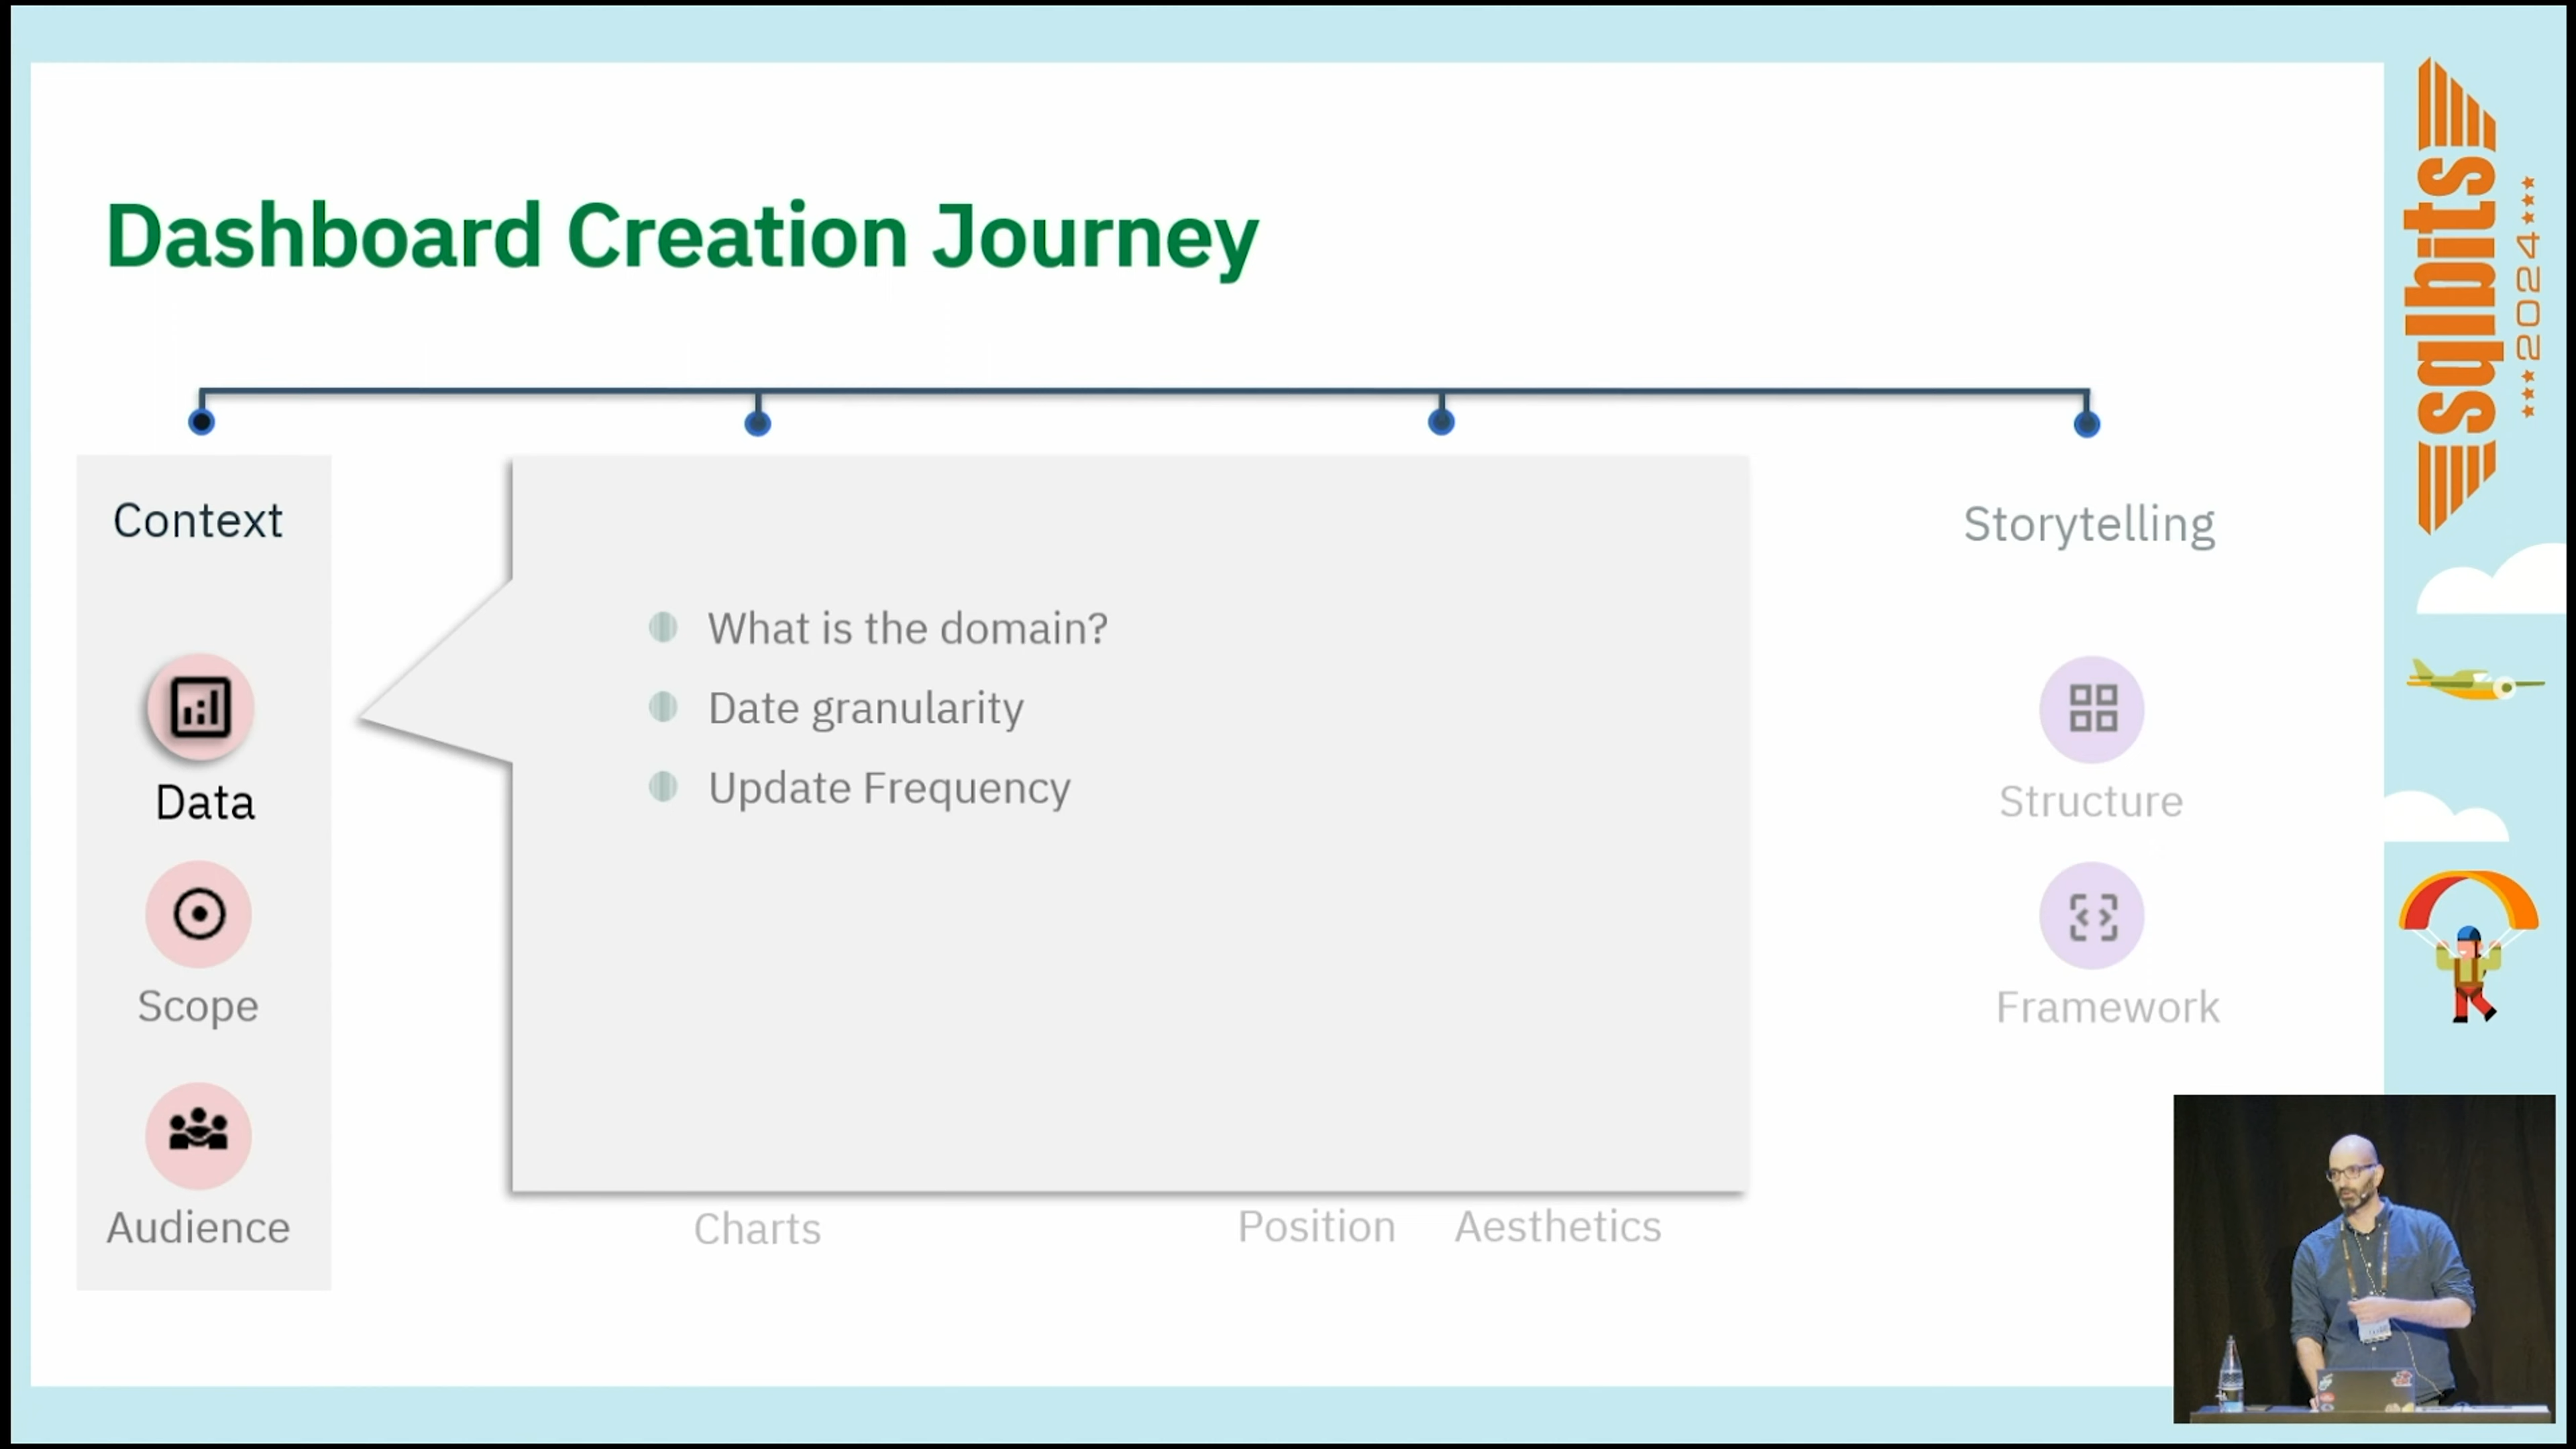 Dashboard Creation Journey
Context
Data
Scope
Audience
What is the domain?
Date granularity
Update Frequency
Charts
Position
Aesthetics
Storytelling
Structure
Framework
sqlbits
2024